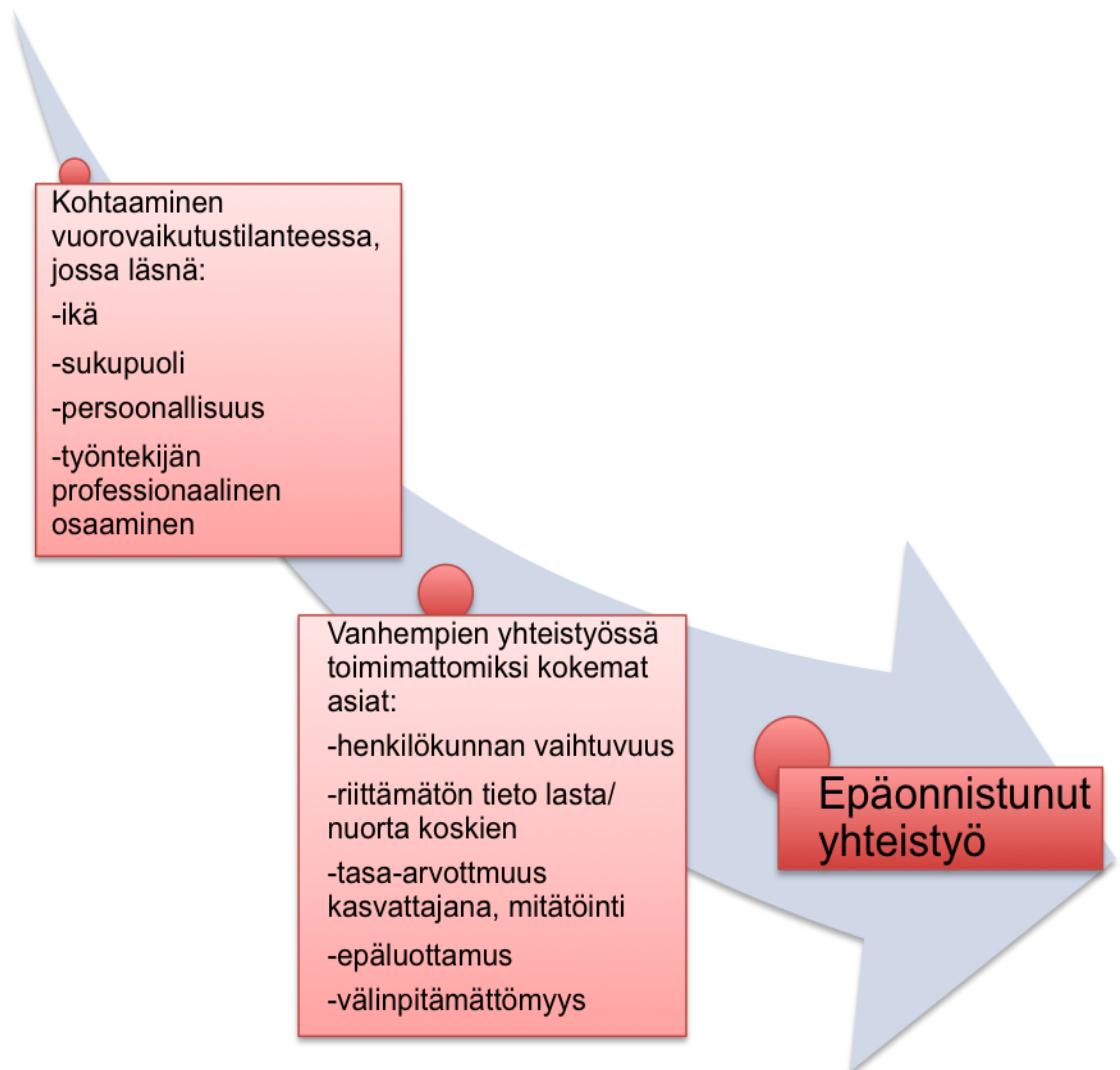 Kohtaaminen
vuorovaikutustilanteessa,
jossa läsnä:
-ikä
-sukupuoli
-persoonallisuus
-työntekijän
professionaalinen
osaaminen
Vanhempien yhteistyössä
toimimattomiksi kokemat
asiat:
-henkilökunnan vaihtuvuus
-riittämätön tieto lasta/
nuorta koskien
-tasa-arvottmuus
kasvattajana, mitätöinti
-epäluottamus
-välinpitämättömyys
Epäonnistunut
yhteistyö